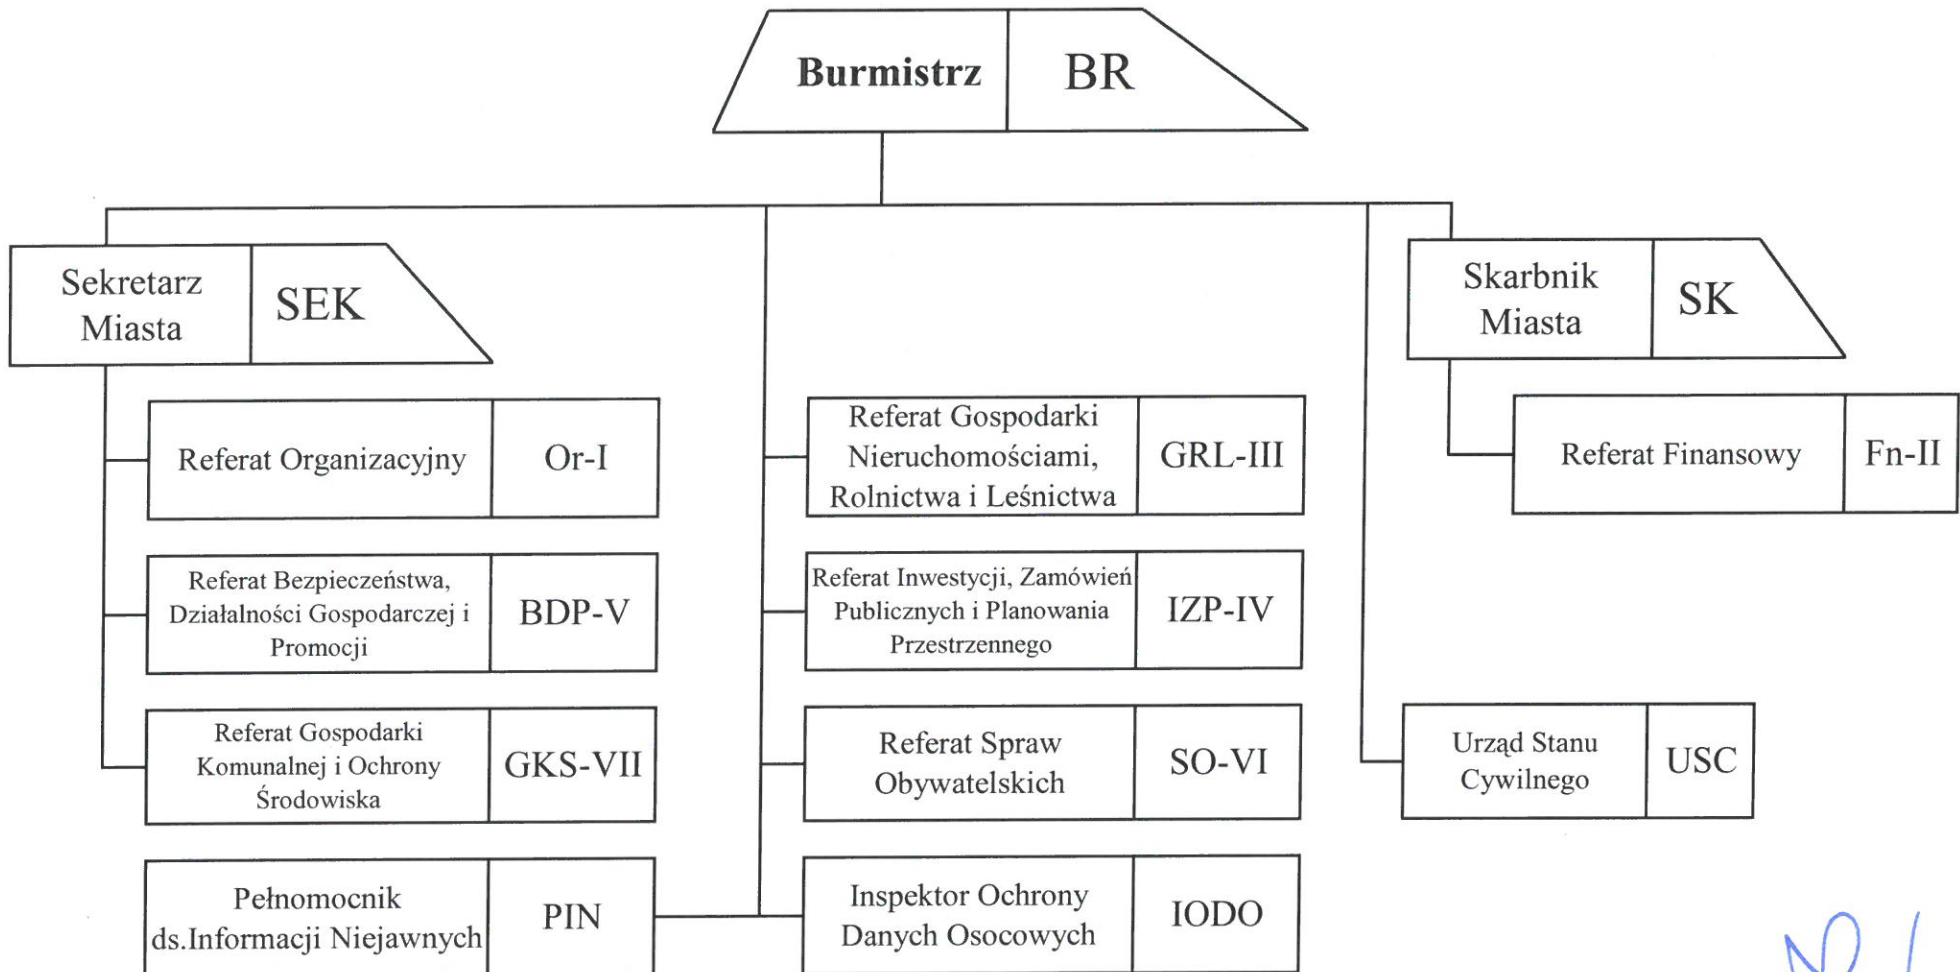 Burmistrz BR
Sekretarz
Miasta
SEK
Skarbnik
Miasta
SK
Referat Organizacyjny Or-I
Referat Gospodarki
Nieruchomościami,
Rolnictwa i Leśnictwa
GRL-III
Referat Finansowy Fn-II
Referat Bezpieczeństwa,
Działalności Gospodarczej i
Promocji
BDP-V
Referat Inwestycji, Zamówień
Publicznych i Planowania
Przestrzennego
IZP-IV
Referat Gospodarki
Komunalnej i Ochrony
Środowiska
GKS-VII
Referat Spraw
Obywatelskich
SO-VI
Urząd Stanu
Cywilnego
USC
Pełnomocnik
ds.Informacji Niejawnych
PIN
Inspektor Ochrony
Danych Osocowych
IODO